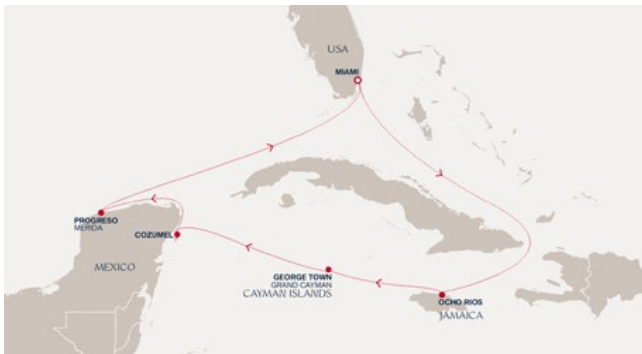 USA
MIAMI
PROGRESO
MERIDA
COZUMEL
MEXICO
GEORGE TOWN
GRAND CAYMAN
CAYMAN ISLANDS
OCHO RIOS
JAMAICA